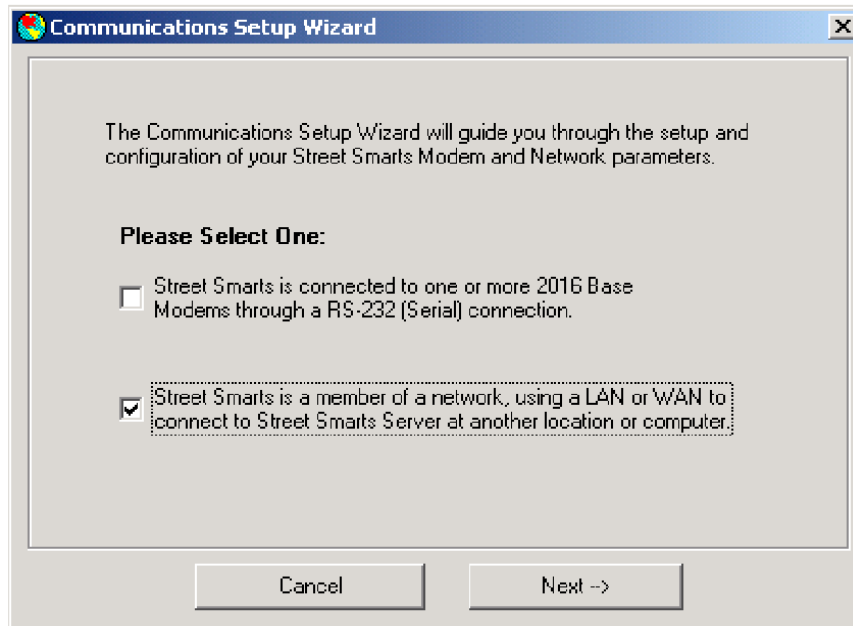 Communications Setup Wizard
The Communications Setup Wizard will guide you through the setup and
configuration of your Street Smarts Modem and Network parameters.
Please Select One:
Street Smarts is connected to one or more 2016 Base
Modems through a RS-232 (Serial) connection.
Street Smarts is a member of a network, using a LAN or WAN to
connect to Street Smarts Server at another location or computer.
Cancel
Next -->